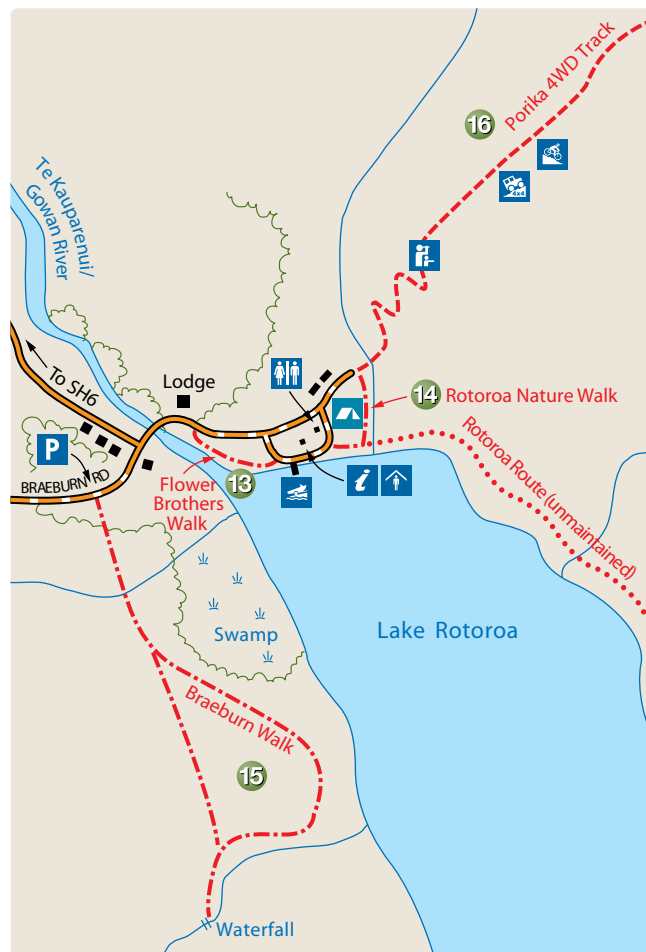 Porika 4WD Track
16
Te Kauparenui/
Gowan River
4x4
To SH6
Lodge
14
Rotoroa Nature Walk
P
BRAEBURN RD
Flower
Brothers
Walk
13
i
Rotoroa Route (unmaintained)
Swamp
Lake Rotoroa
Braeburn Walk
15
Waterfall